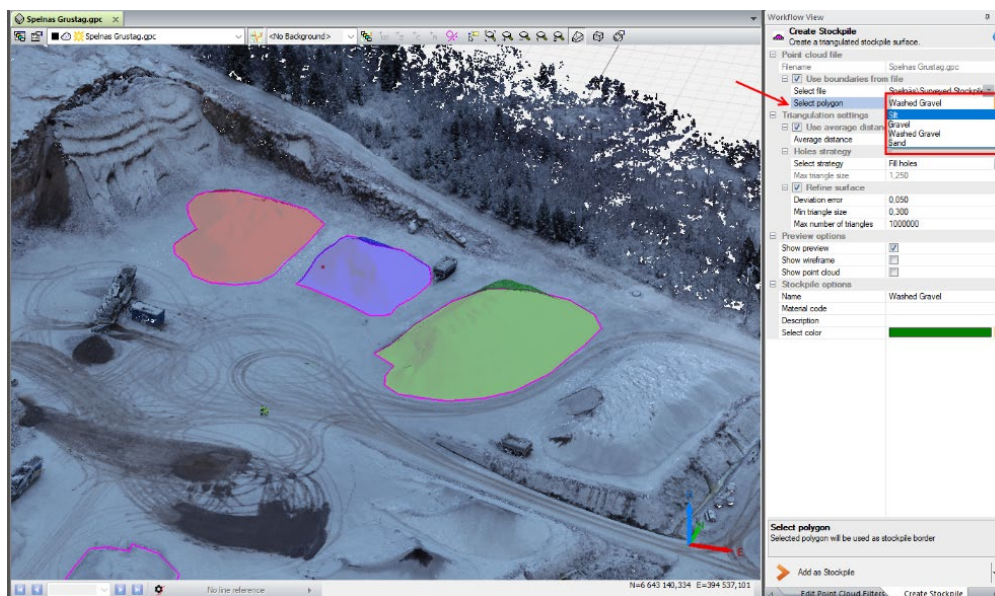 Spelnas Grustag.gpc
Spelnas Grustag.gpc
<No Background>
N=6 643 140,334 E=394 537,101
No line reference
E
Workflow View
Create Stockpile
Create a triangulated stockpile surface.
Point cloud file
Filename Spelnas Grustag.gpc
Use boundaries from file
Select file Spelnäs\Surveyed Stockpile
Select polygon Washed Gravel
Silt
Gravel
Washed Gravel
Sand
Triangulation settings
Use average distan
Average distance
Holes strategy
Select strategy Fill holes
Max triangle size 1,250
Refine surface
Deviation error 0,050
Min triangle size 0,300
Max number of triangles 1000000
Preview options
Show preview
Show wireframe
Show point cloud
Stockpile options
Name Washed Gravel
Material code
Description
Select color
Select polygon
Selected polygon will be used as stockpile border
Add as Stockpile
Edit Point Cloud Filters Create Stockpile